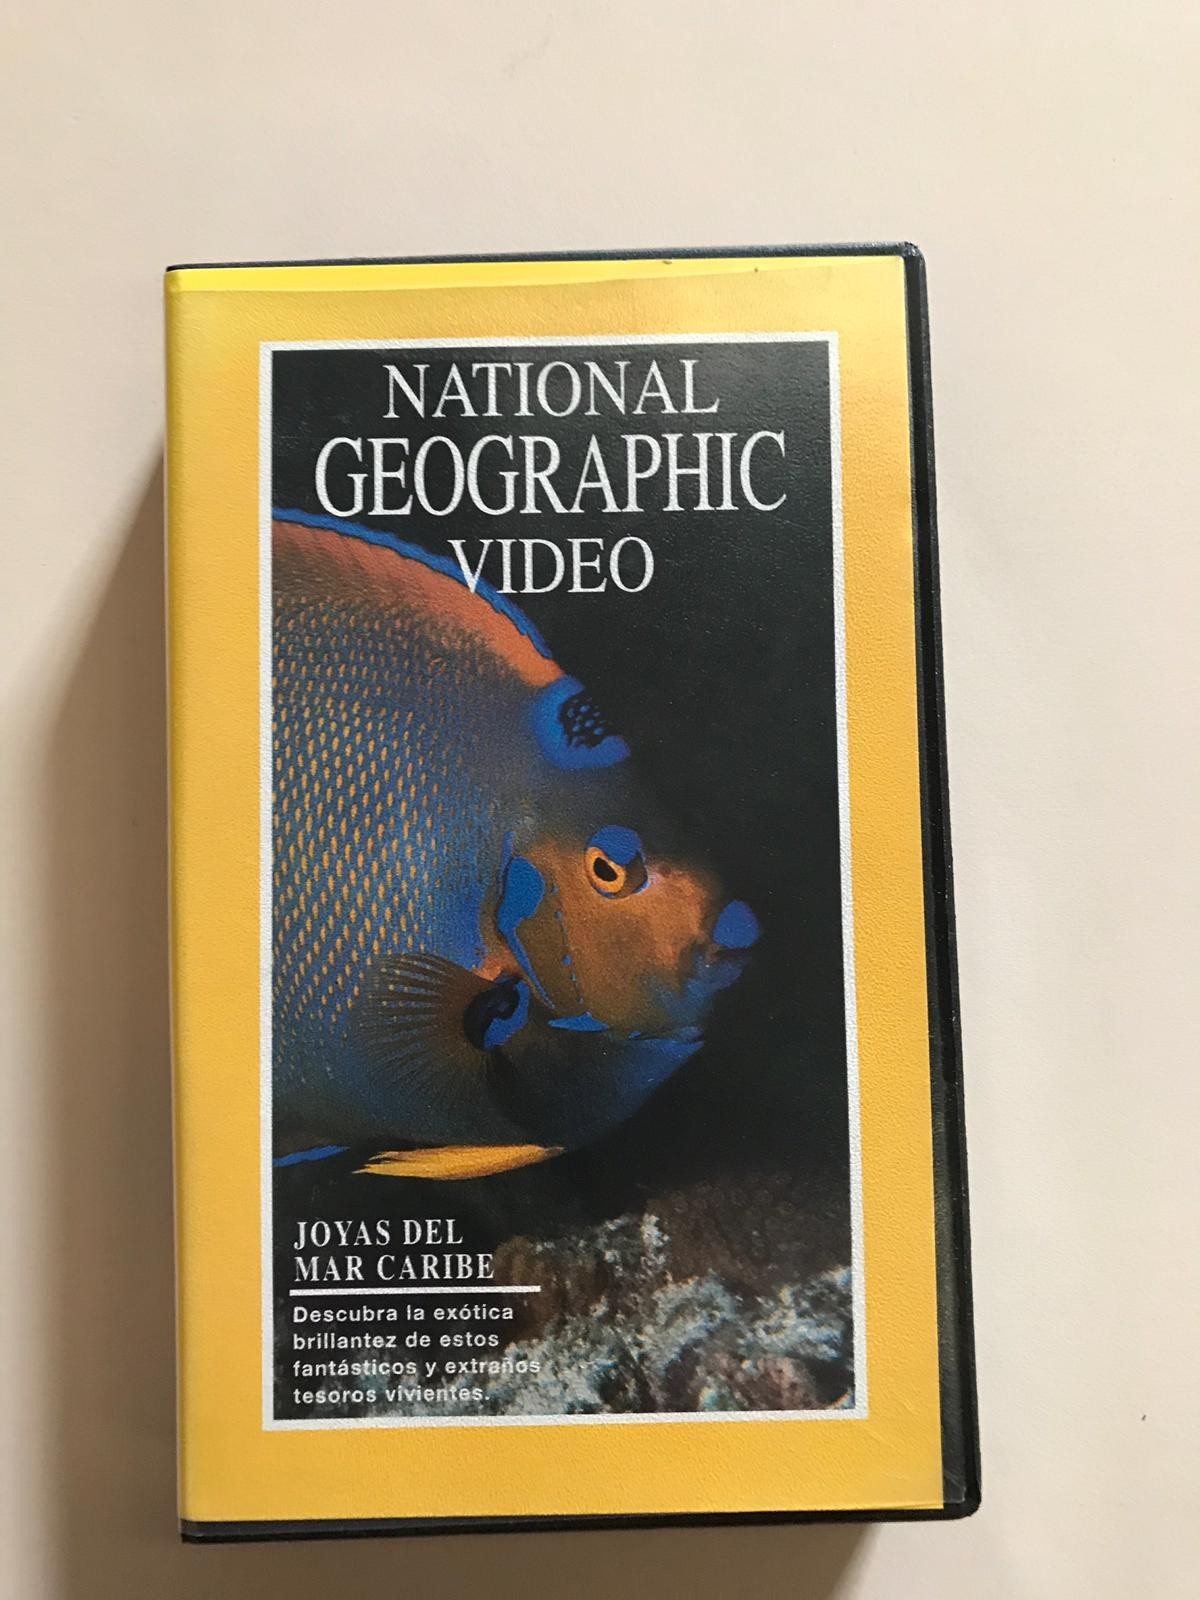 NATIONAL
GEOGRAPHIC
VIDEO
JOYAS DEL
MAR CARIBE
Descubra la exótica
brillantez de estos
fantásticos y extraños
tesoros vivientes.